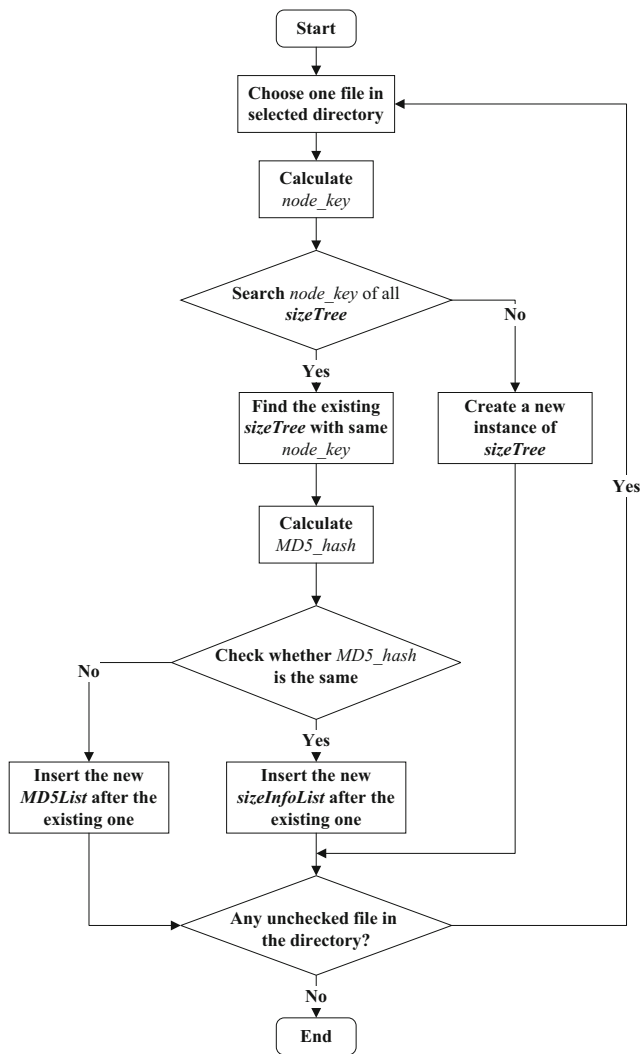 Start
Choose one file in
selected directory
Calculate
node_key
Search node_key of all
sizeTree
No
Yes
Find the existing
sizeTree with same
node_key
Create a new
instance of
sizeTree
Yes
Calculate
MD5_hash
Check whether MD5_hash
is the same
No
Yes
Insert the new
MD5List after the
existing one
Insert the new
sizeInfoList after the
existing one
Any unchecked file in
the directory?
No
End